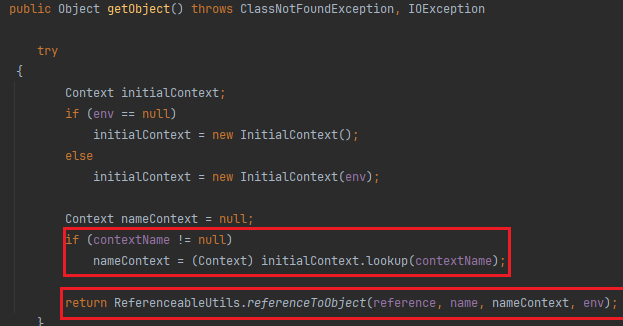 public Object getObject() throws ClassNotFoundException, IOException
try
{
Context initialContext;
if (env == null)
initialContext = new InitialContext();
else
initialContext = new InitialContext(env);
Context nameContext = null;
if (contextName != null)
nameContext = (Context) initialContext.lookup(contextName);
return ReferenceableUtils.referenceToObject(reference, name, nameContext, env);
}